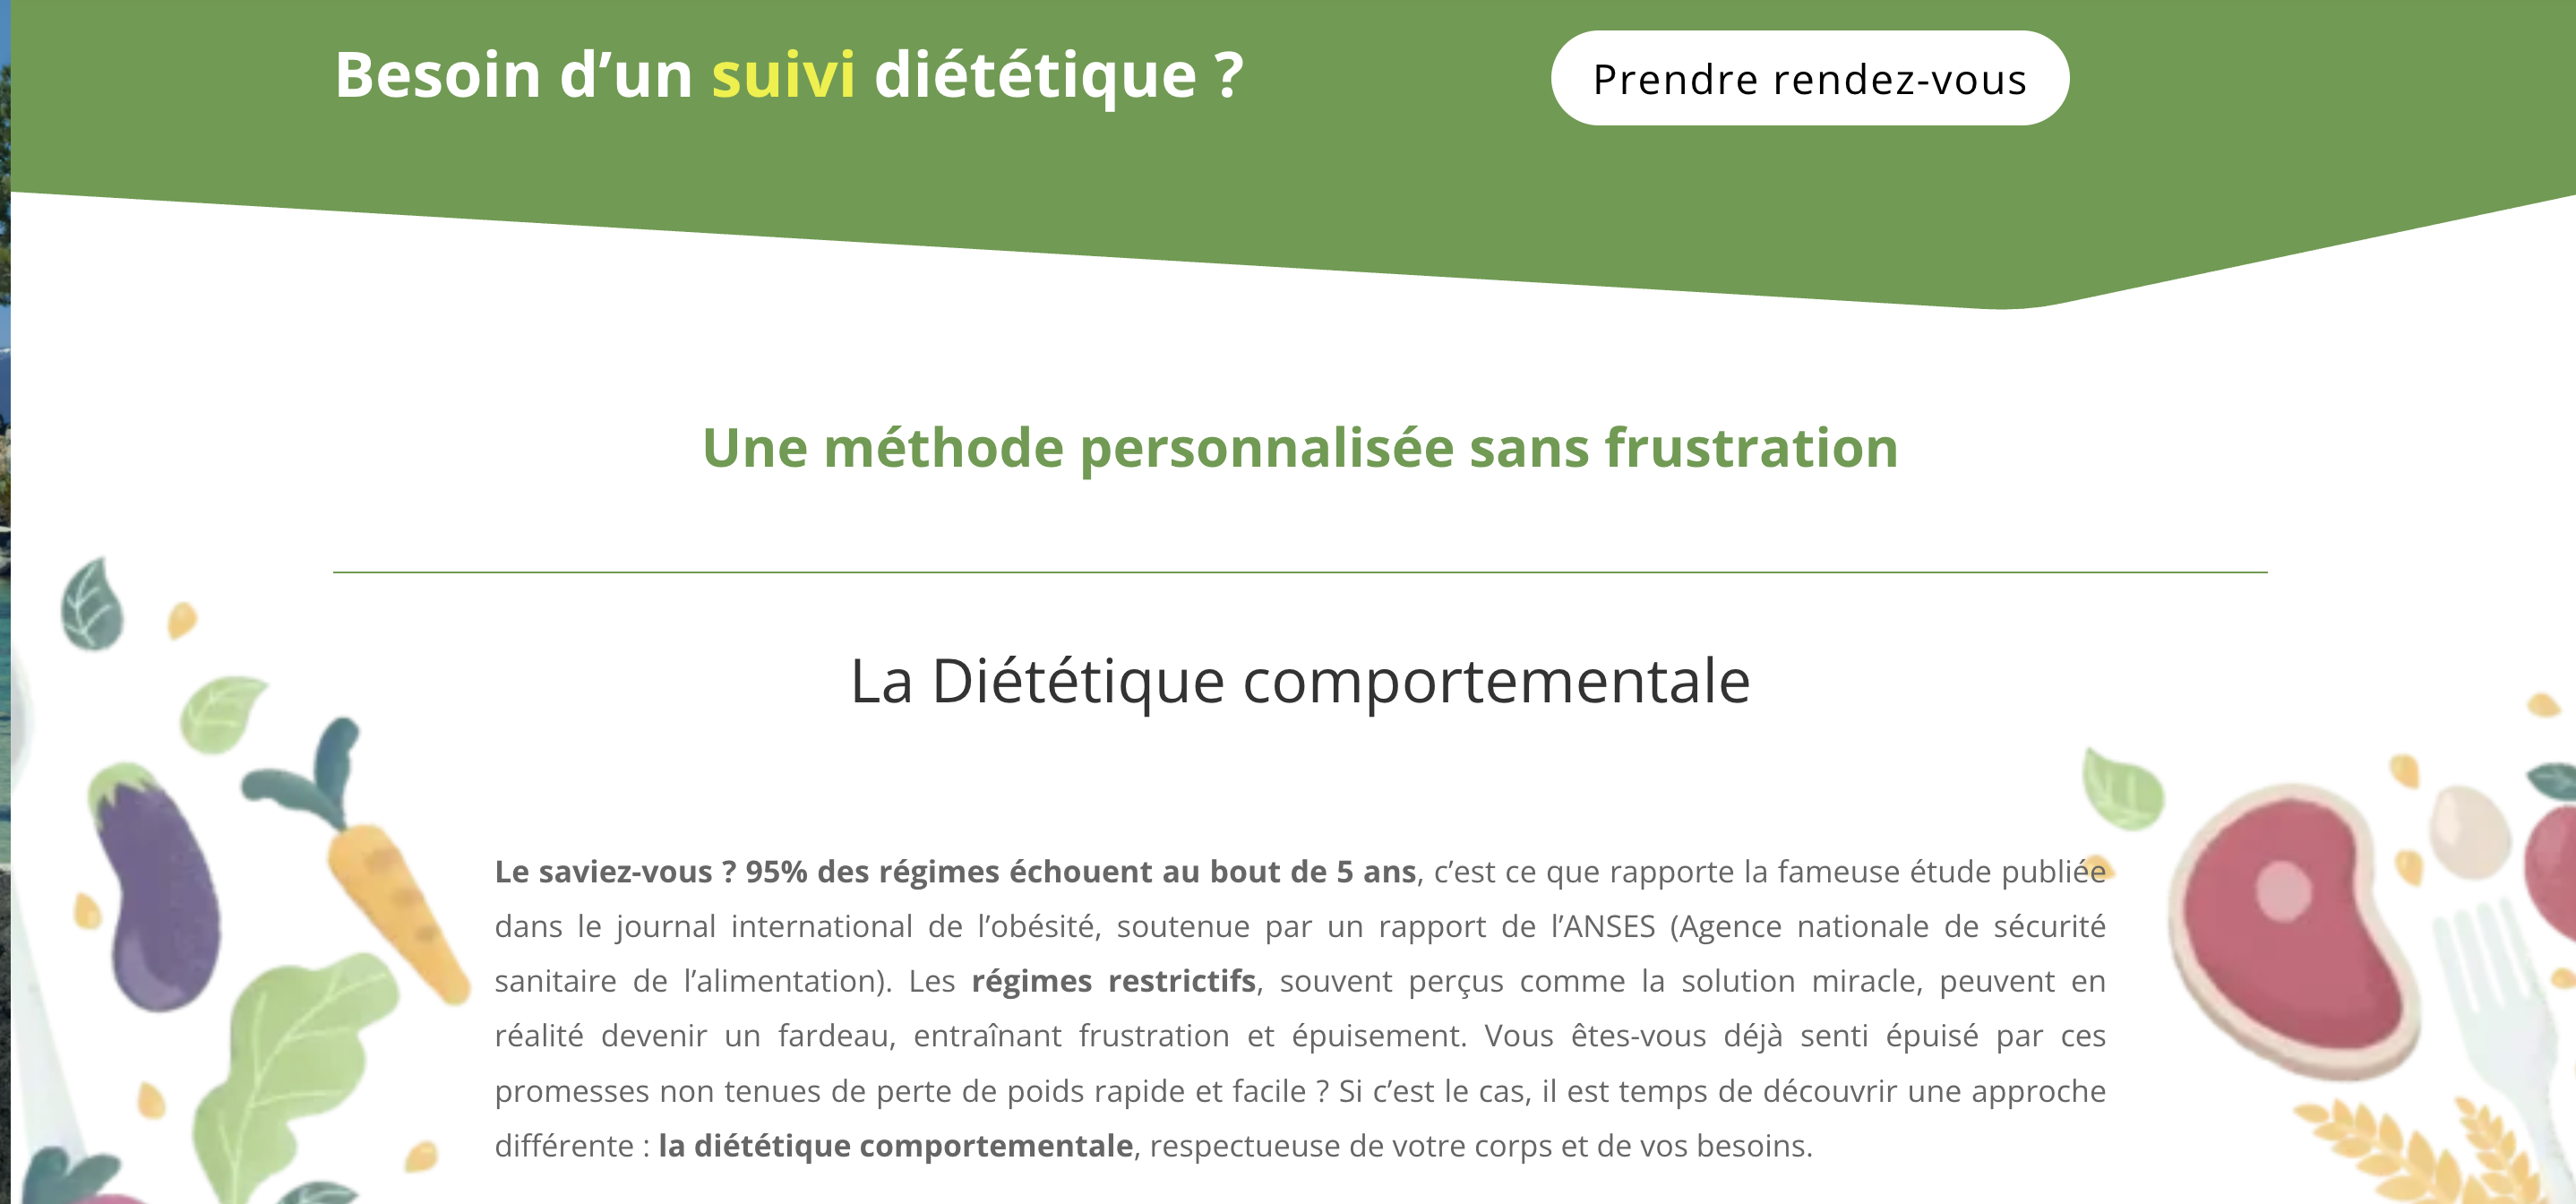 Besoin d’un suivi diététique ?
Prendre rendez-vous
Une méthode personnalisée sans frustration
La Diététique comportementale
Le saviez-vous ? 95% des régimes échouent au bout de 5 ans, c’est ce que rapporte la fameuse étude publiée
dans le journal international de l’obésité, soutenue par un rapport de l’ANSES (Agence nationale de sécurité
sanitaire de l’alimentation). Les régimes restrictifs, souvent perçus comme la solution miracle, peuvent en
réalité devenir un fardeau, entraînant frustration et épuisement. Vous êtes-vous déjà senti épuisé par ces
promesses non tenues de perte de poids rapide et facile ? Si c’est le cas, il est temps de découvrir une approche
différente : la diététique comportementale, respectueuse de votre corps et de vos besoins.